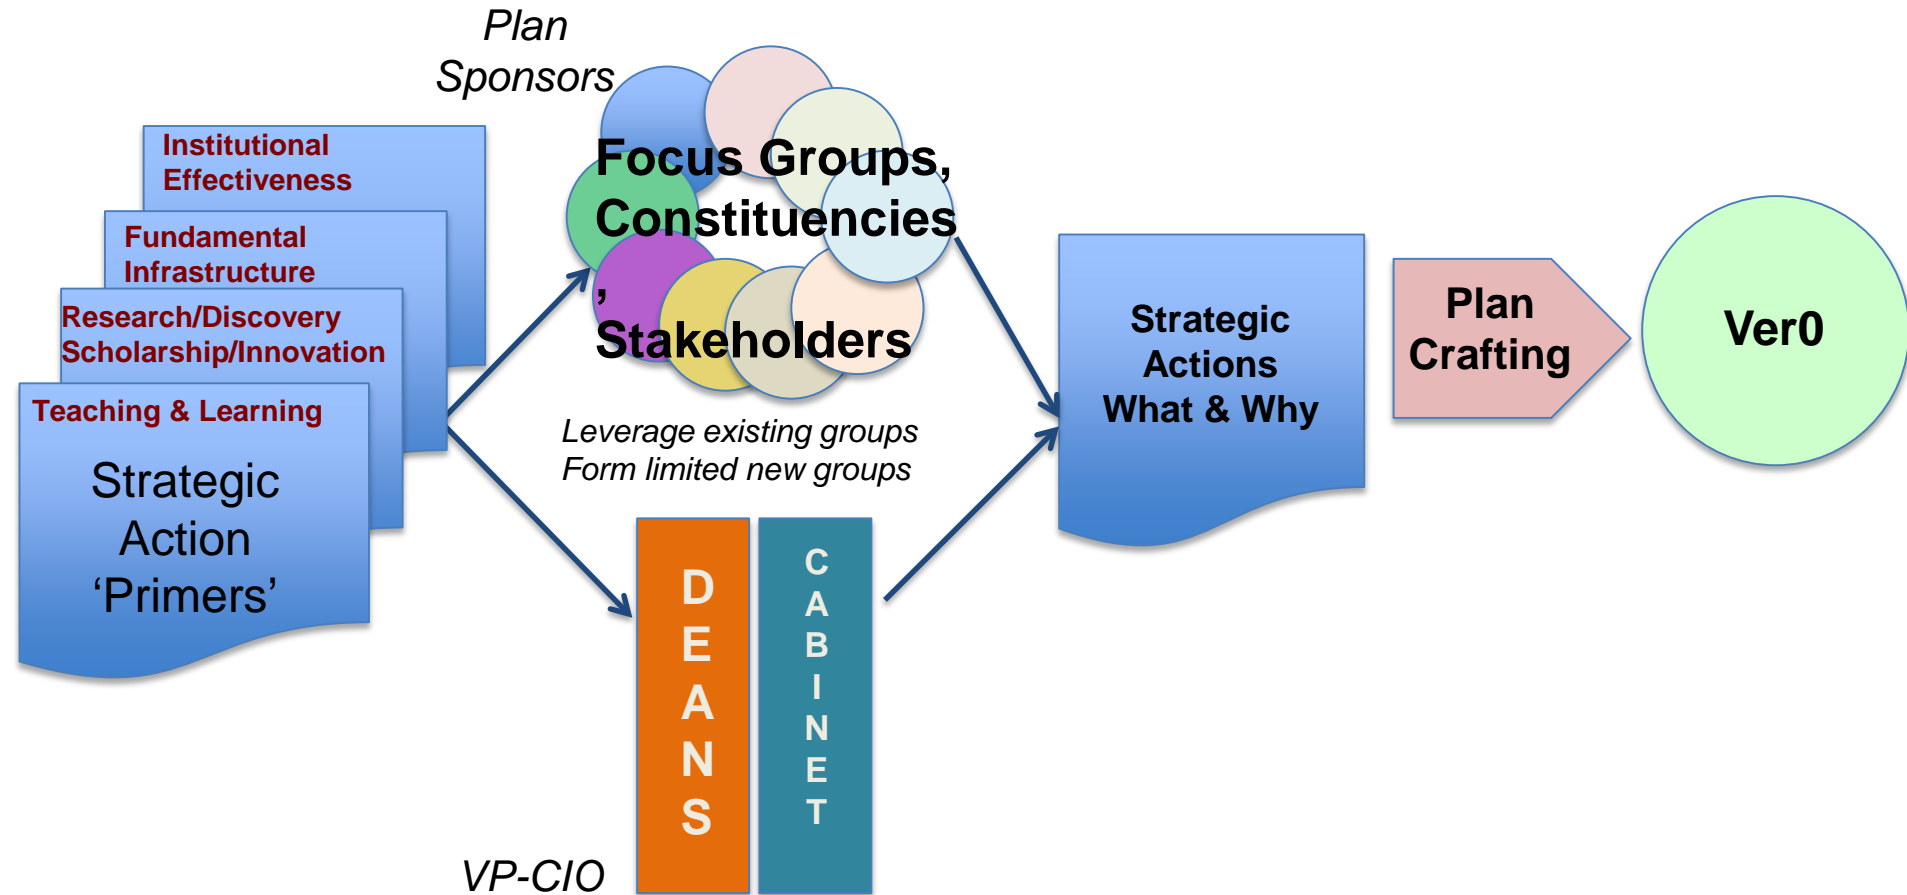 Plan
Sponsors
Institutional
Effectiveness
Fundamental
Infrastructure
Research/Discovery
Scholarship/Innovation
Teaching & Learning
Strategic
Action
‘Primers’
Focus Groups,
Constituencies
,
Stakeholders
Leverage existing groups
Form limited new groups
D
E
A
N
S
C
A
B
I
N
E
T
VP-CIO
Strategic
Actions
What & Why
Plan
Crafting
Ver0